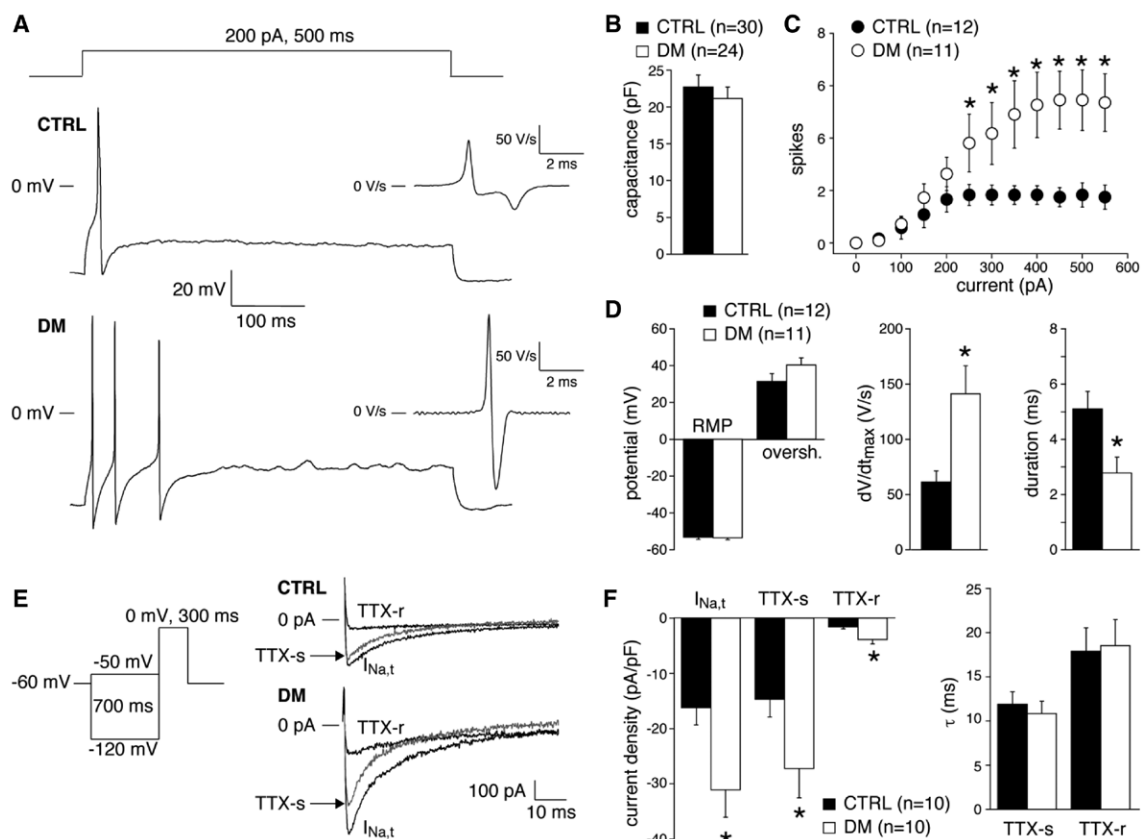 A
200 pA, 500 ms
CTRL
0 mV
50 V/s
2 ms
0 V/s
20 mV
100 ms
DM
0 mV
50 V/s
2 ms
0 V/s
B
CTRL (n=30)
DM (n=24)
capacitance (pF)
25
20
15
10
5
0
C
CTRL (n=12)
DM (n=11)
spikes
8
6
6
2
0
* * * * * * *
0 100 200 300 400 500 600
current (pA)
D
CTRL (n=12)
DM (n=11)
potential (mV)
60
40
20
0
-20
-40
-60
RMP
oversh.
dV/dtmax (V/s)
200
150
100
50
0
*
duration (ms)
8
6
4
2
0
*
E
0 mV, 300 ms
-50 mV
-60 mV
700 ms
-120 mV
CTRL
0 pA
TTX-r
TTX-s
INa,t
DM
0 pA
TTX-r
TTX-s
INa,t
100 pA
10 ms
F
INa,t TTX-s TTX-r
current density (pA/pF)
0
-10
-20
-30
-40
* * *
CTRL (n=10)
DM (n=10)
τ (ms)
25
20
15
10
5
0
TTX-s TTX-r